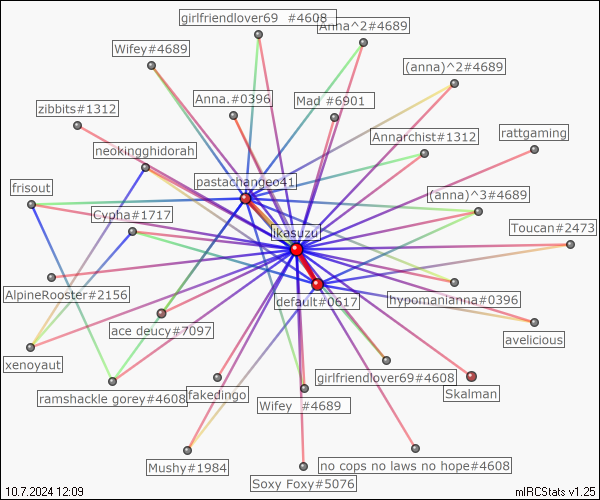 girlfriendlover69 #4608
Anna^2#4689
Wifey#4689
(anna)^2#4689
Anna.#0396
Mad #6901
zibbits#1312
Annarchist#1312
rattgaming
neokingghidorah
pastachangeo41
frisout
(anna)^3#4689
Cypha#1717
Toucan#2473
ikasuzu
AlpineRooster#2156
default#0617
hypomanianna#0396
ace deucy#7097
avelicious
xenoyaut
girlfriendlover69#4608
Skalman
ramshackle gorey#4608
fakedingo
Wifey #4689
Mushy#1984
no cops no laws no hope#4608
Soxy Foxy#5076
10.7.2024 12:09
mIRCStats v1.25